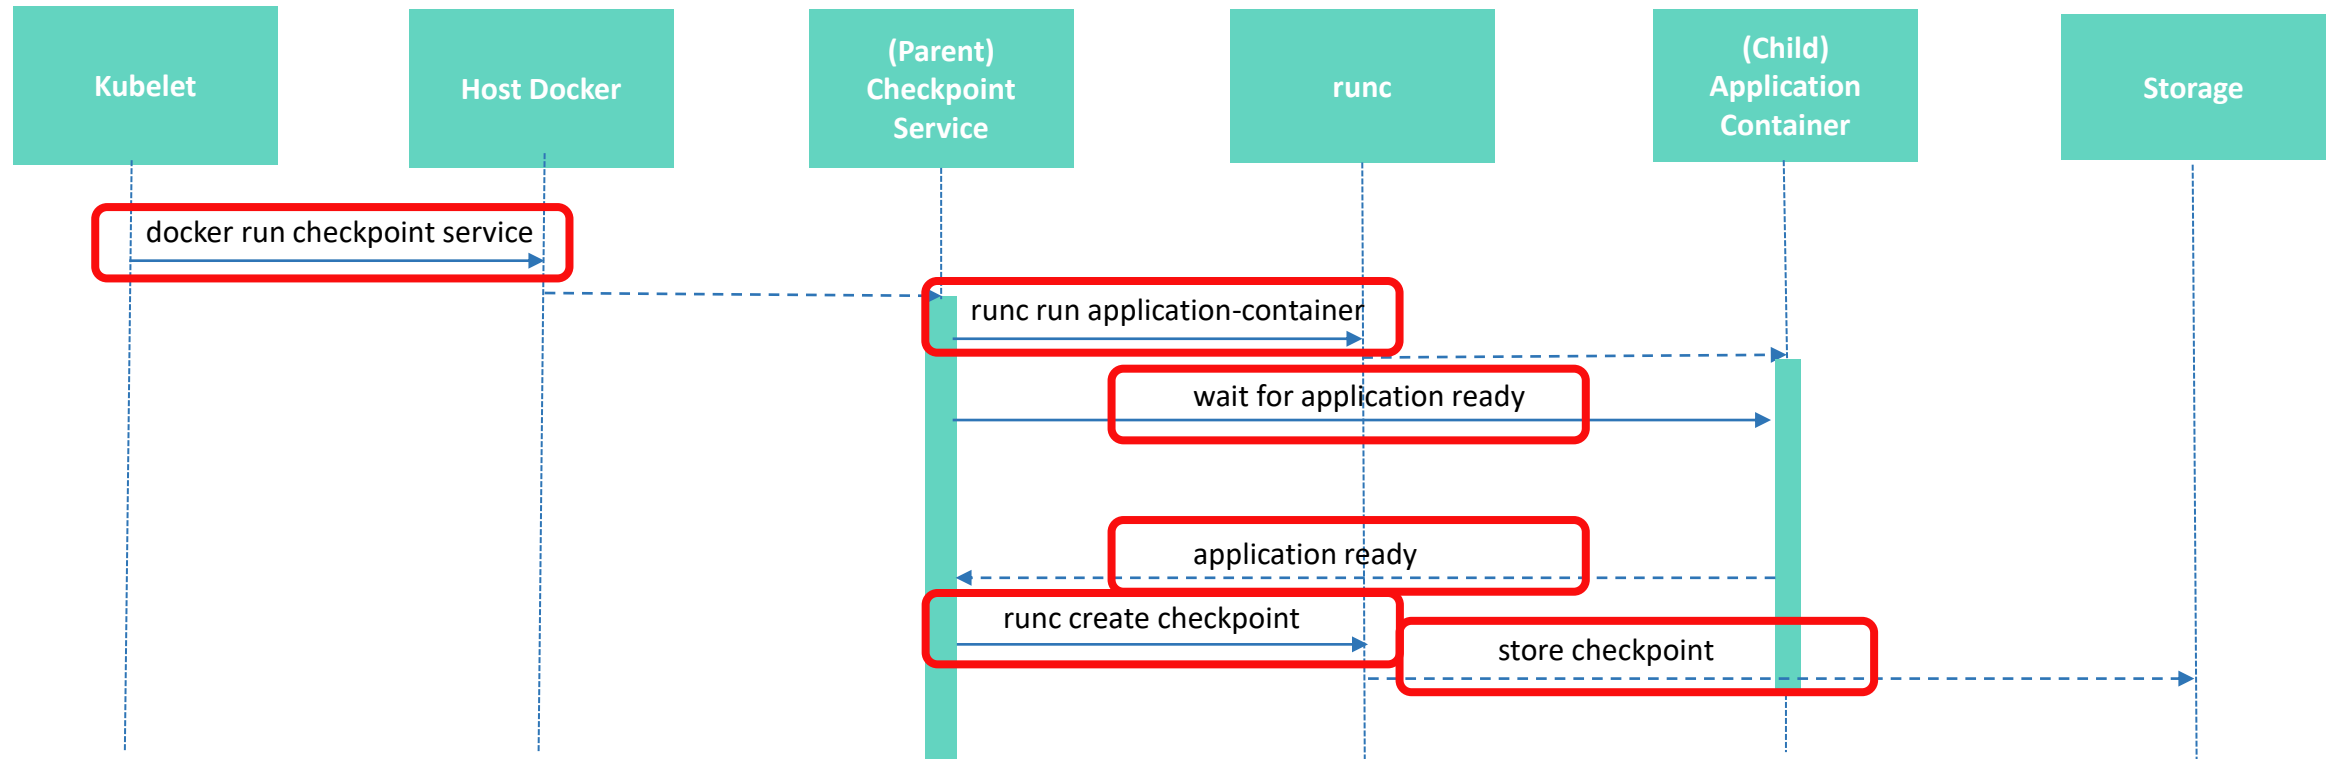 Kubelet
Host Docker
(Parent)
Checkpoint
Service
runc
(Child)
Application
Container
Storage
docker run checkpoint service
runc run application-container
wait for application ready
application ready
runc create checkpoint
store checkpoint